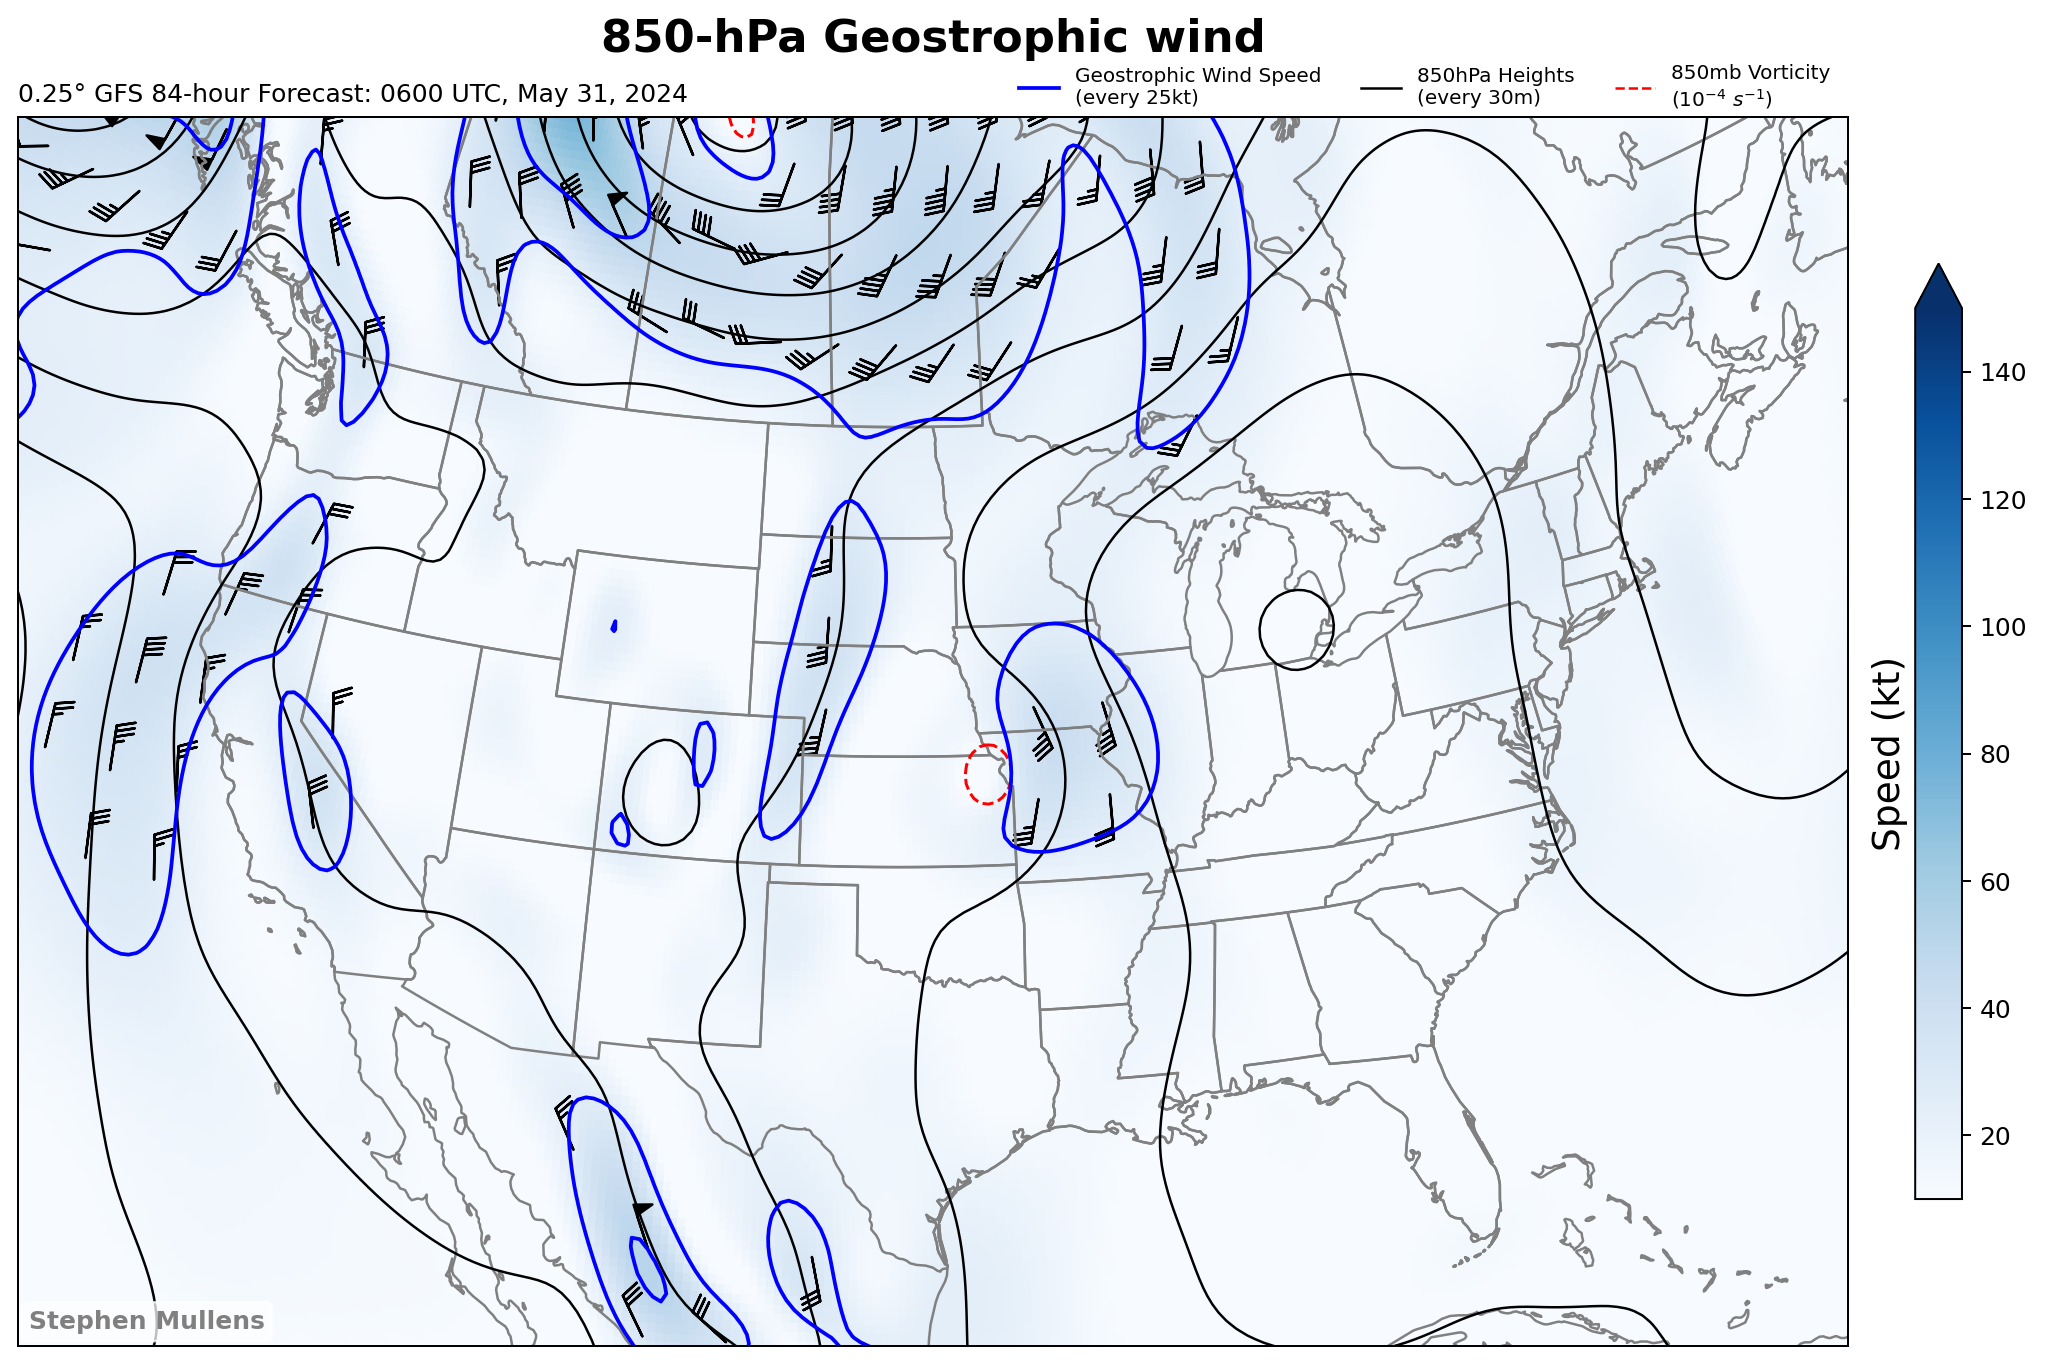 850-hPa Geostrophic wind
0.25° GFS 84-hour Forecast: 0600 UTC, May 31, 2024
Geostrophic Wind Speed
(every 25kt)
850hPa Heights
(every 30m)
850mb Vorticity
(10⁻⁴ s⁻¹)
140
120
100
80
60
40
20
Speed (kt)
Stephen Mullens